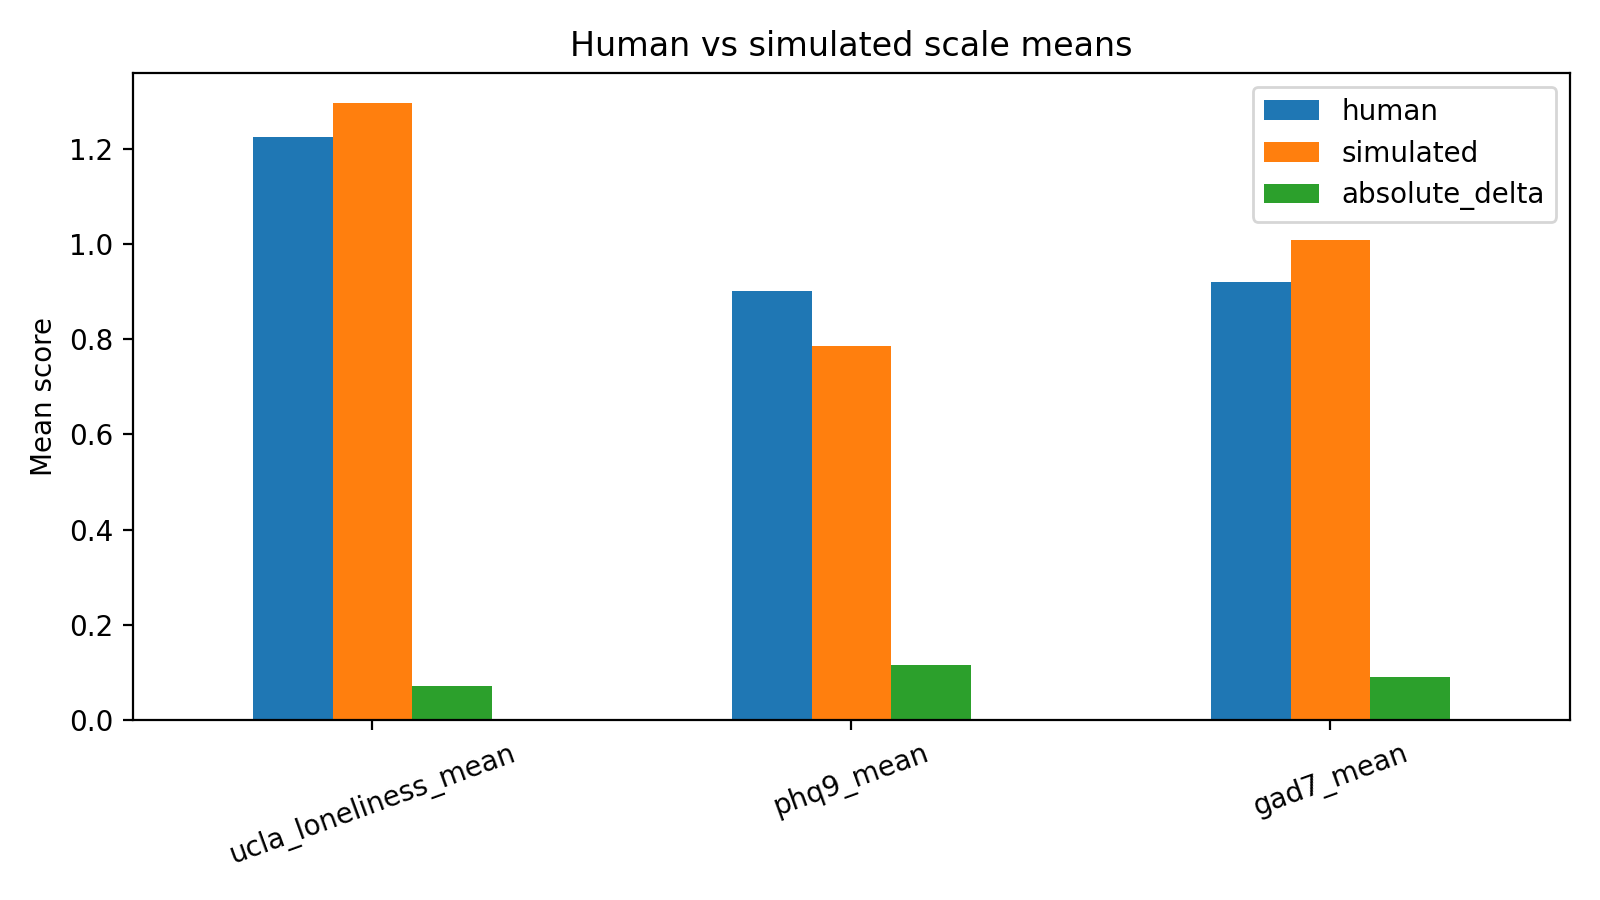 Human vs simulated scale means
human
simulated
absolute_delta
Mean score
1.2
1.0
0.8
0.6
0.4
0.2
0.0
ucla_loneliness_mean
phq9_mean
gad7_mean